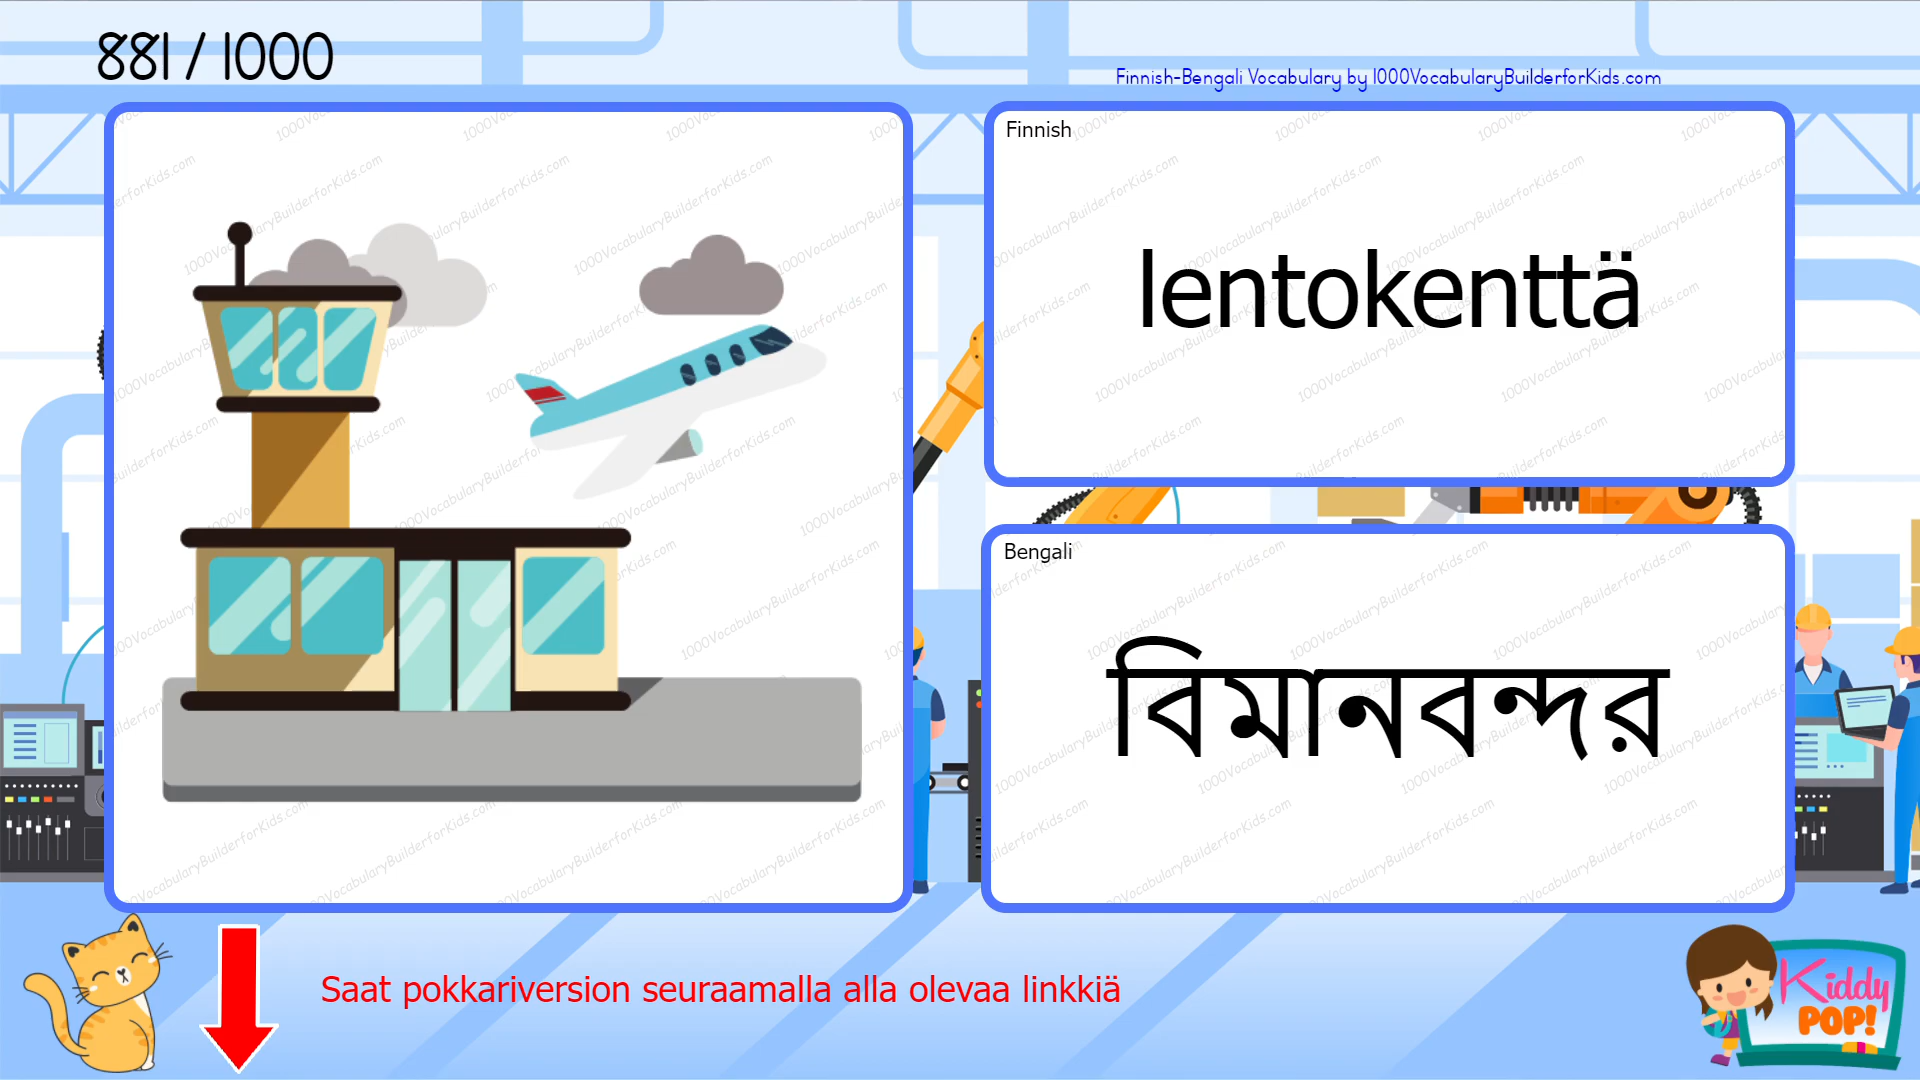 881 / 1000
Finnish-Bengali Vocabulary by 1000VocabularyBuilderforKids.com
Finnish
lentokenttä
Bengali
বিমানবন্দর
Saat pokkariversion seuraamalla alla olevaa linkkiä
Kiddy
POP!